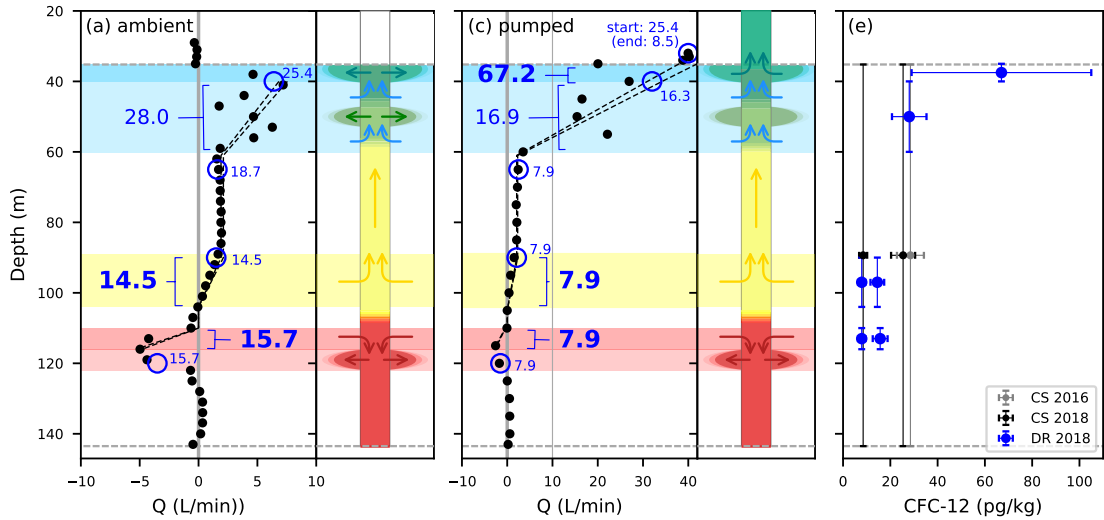 (a) ambient
(c) pumped
(e)
start: 25.4
(end: 8.5)
20
40
60
80
100
120
140
Depth (m)
25.4
28.0
18.7
14.5
14.5
15.7
15.7
67.2
16.3
16.9
7.9
7.9
7.9
7.9
7.9
CS 2016
CS 2018
DR 2018
−10 −5 0 5 10
Q (L/min))
−10 0 10 20 30 40
Q (L/min)
0 20 40 60 80 100
CFC-12 (pg/kg)